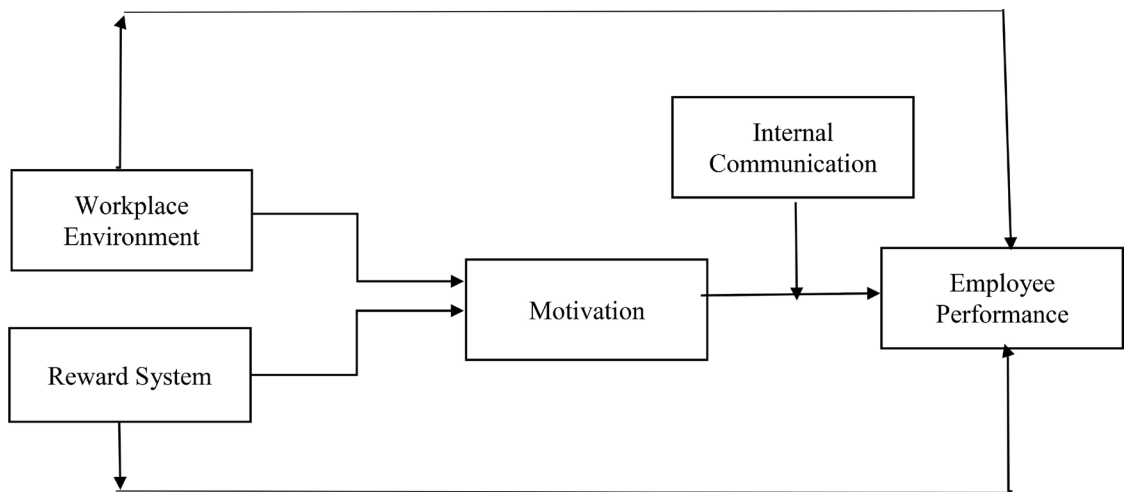 Internal
Communication
Workplace
Environment
Motivation
Employee
Performance
Reward System